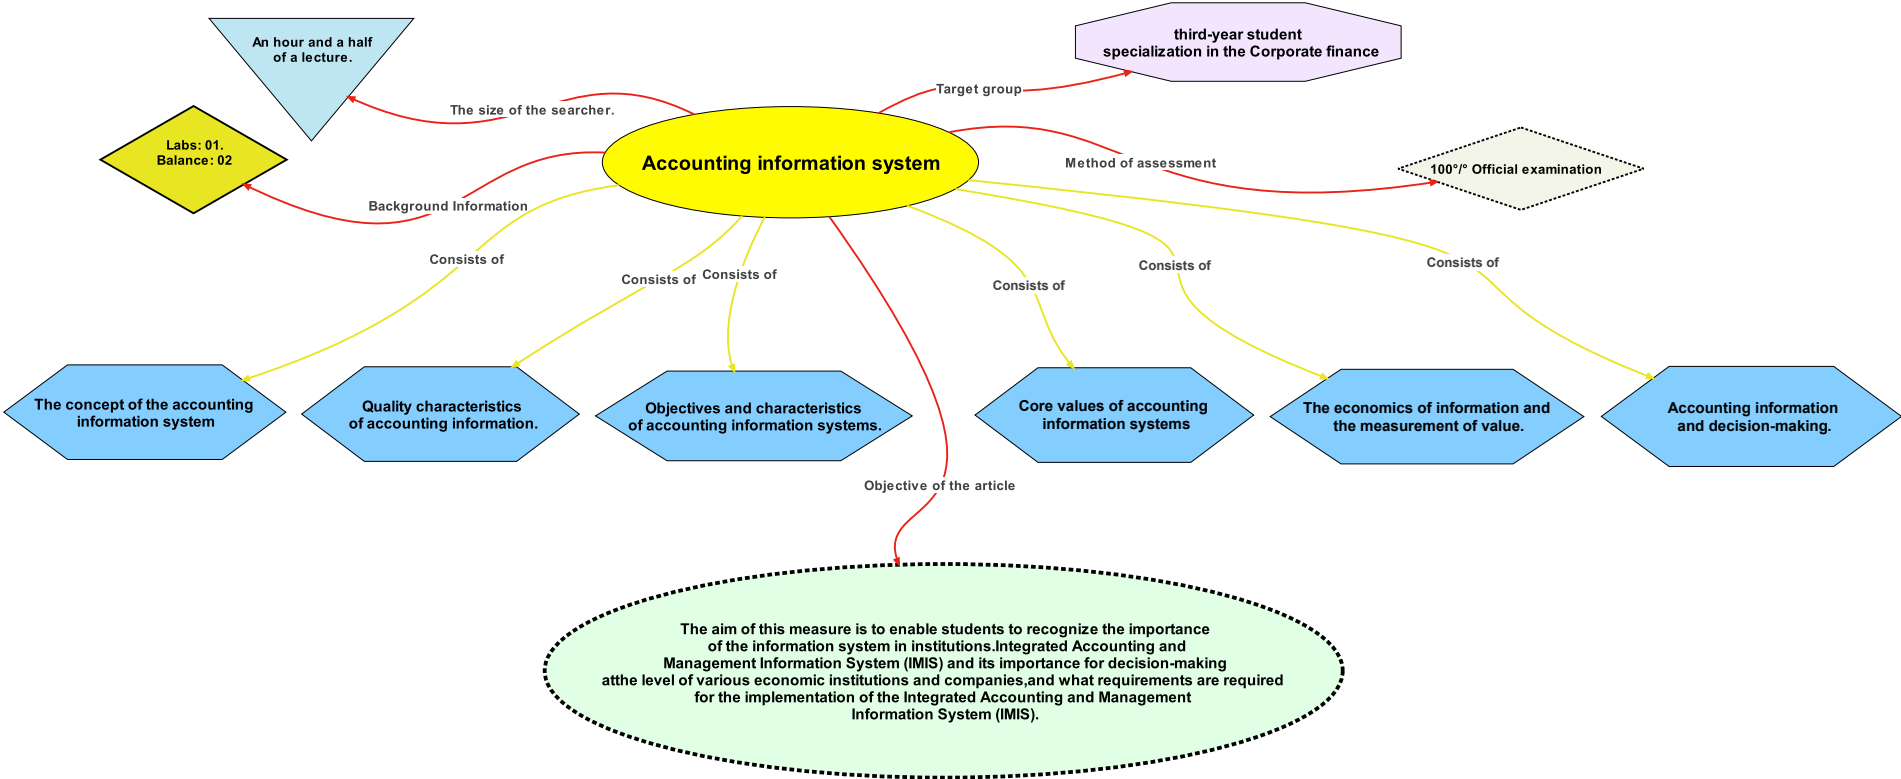 An hour and a half
of a lecture.
third-year student
specialization in the Corporate finance
The size of the searcher.
Target group
Labs: 01.
Balance: 02
Accounting information system
Method of assessment
100°/° Official examination
Background Information
Consists of
Consists of
Consists of
Consists of
Consists of
Consists of
The concept of the accounting
information system
Quality characteristics
of accounting information.
Objectives and characteristics
of accounting information systems.
Core values of accounting
information systems
The economics of information and
the measurement of value.
Accounting information
and decision-making.
Objective of the article
The aim of this measure is to enable students to recognize the importance
of the information system in institutions.Integrated Accounting and
Management Information System (IMIS) and its importance for decision-making
atthe level of various economic institutions and companies,and what requirements are required
for the implementation of the Integrated Accounting and Management
Information System (IMIS).